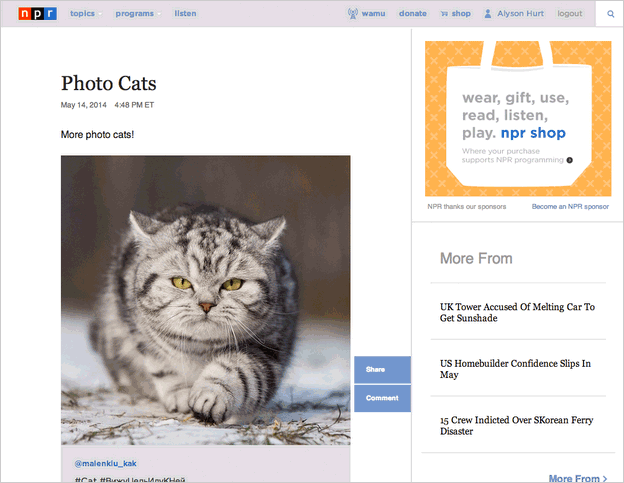 npr topics programs listen wamu donate shop Alyson Hurt logout
Photo Cats
May 14, 2014 4:48 PM ET
More photo cats!
Share
Comment
@malenkiu_kak
#Cat #ВижуЦельИдуКНей
wear, gift, use,
read, listen,
play. npr shop
Where your purchase
supports NPR programming
NPR thanks our sponsors Become an NPR sponsor
More From
UK Tower Accused Of Melting Car To
Get Sunshade
US Homebuilder Confidence Slips In
May
15 Crew Indicted Over SKorean Ferry
Disaster
More From